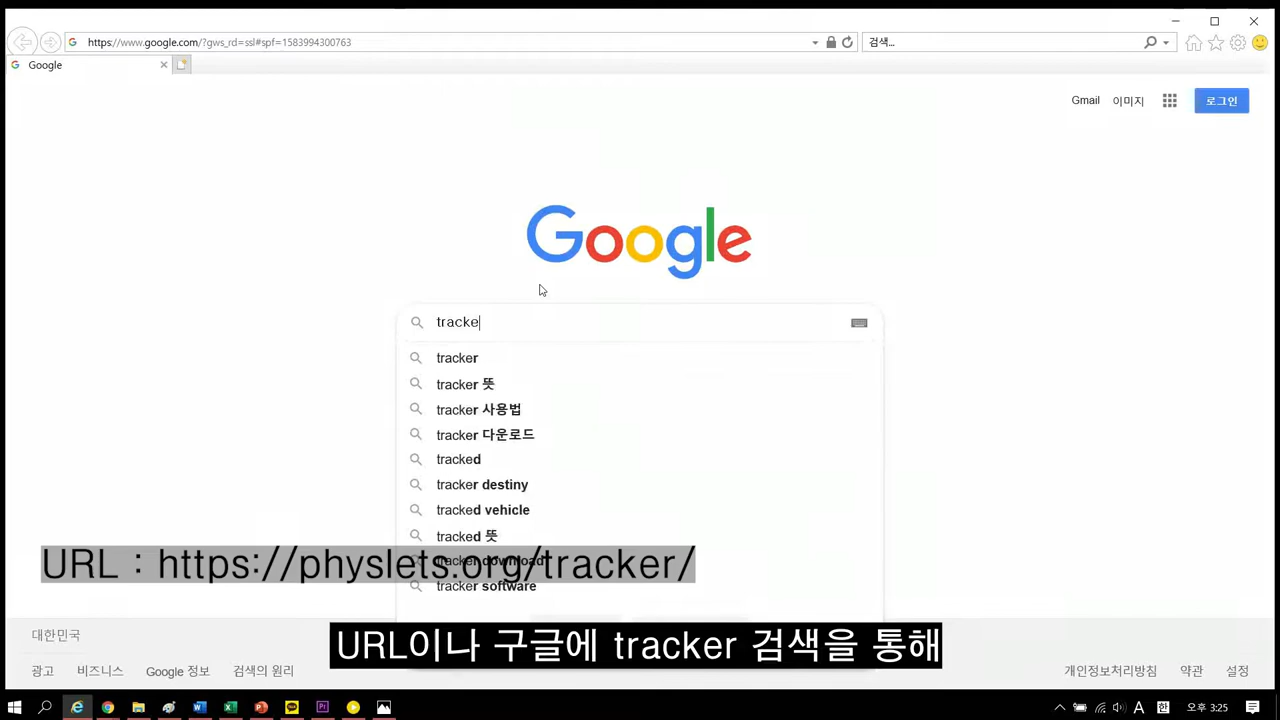 https://www.google.com/?gws_rd=ssl#spf=1583994300763
검색...
Google
Gmail 이미지
로그인
Google
tracke
tracker
tracker 뜻
tracker 사용법
tracker 다운로드
tracked
tracker destiny
tracked vehicle
tracked 뜻
tracker download
URL : https://physlets.org/tracker/
tracker software
대한민국
URL이나 구글에 tracker 검색을 통해
광고 비즈니스 Google 정보 검색의 원리
개인정보처리방침 약관 설정
A 한 오후 3:25